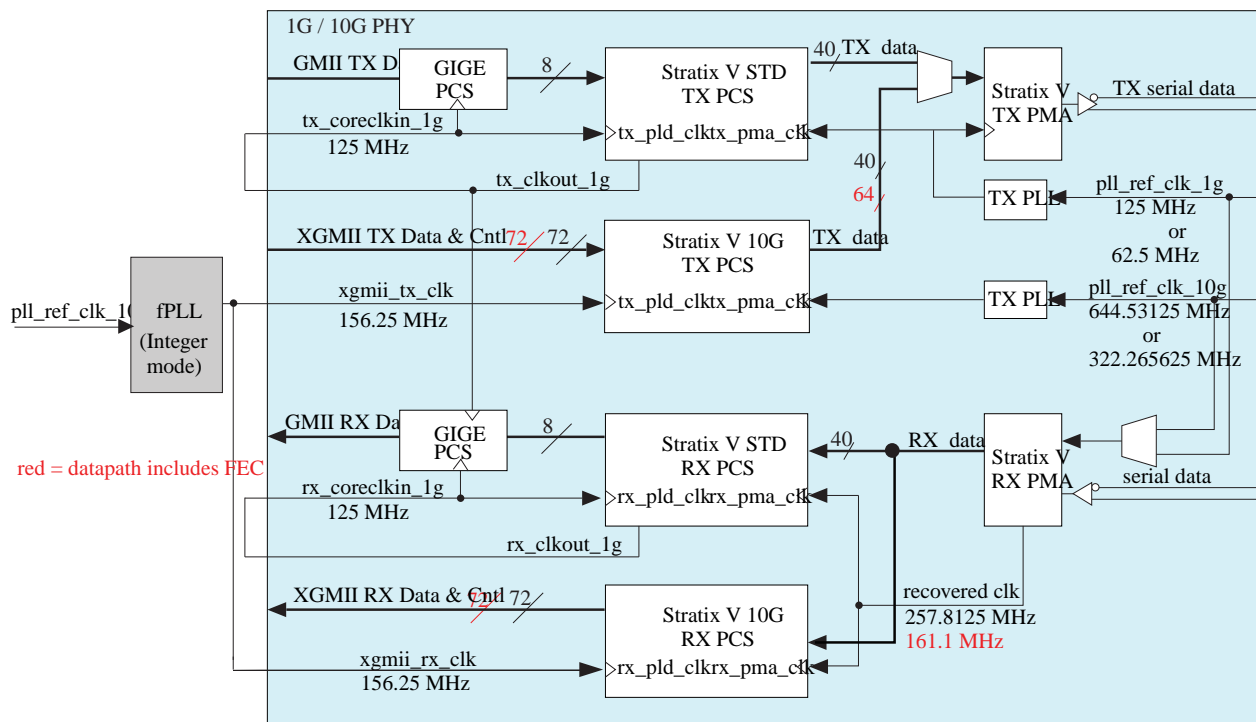 1G / 10G PHY
GMII TX D
GIGE
PCS
8
Stratix V STD
TX PCS
40
TX data
Stratix V
TX PMA
TX serial data
tx_coreclkin_1g
125 MHz
tx_pld_clk
tx_pma_clk
tx_clkout_1g
40
64
TX PLL
pll_ref_clk_1g
125 MHz
or
62.5 MHz
XGMII TX Data & Cntl
72
72
Stratix V 10G
TX PCS
TX data
xgmii_tx_clk
156.25 MHz
tx_pld_clk
tx_pma_clk
TX PLL
pll_ref_clk_10g
644.53125 MHz
or
322.265625 MHz
pll_ref_clk_1
fPLL
(Integer
mode)
GMII RX Da
GIGE
PCS
8
Stratix V STD
RX PCS
40
RX data
Stratix V
RX PMA
serial data
red = datapath includes FEC
rx_coreclkin_1g
125 MHz
rx_pld_clk
rx_pma_clk
rx_clkout_1g
XGMII RX Data & Cntl
72
72
Stratix V 10G
RX PCS
recovered clk
257.8125 MHz
161.1 MHz
xgmii_rx_clk
156.25 MHz
rx_pld_clk
rx_pma_clk